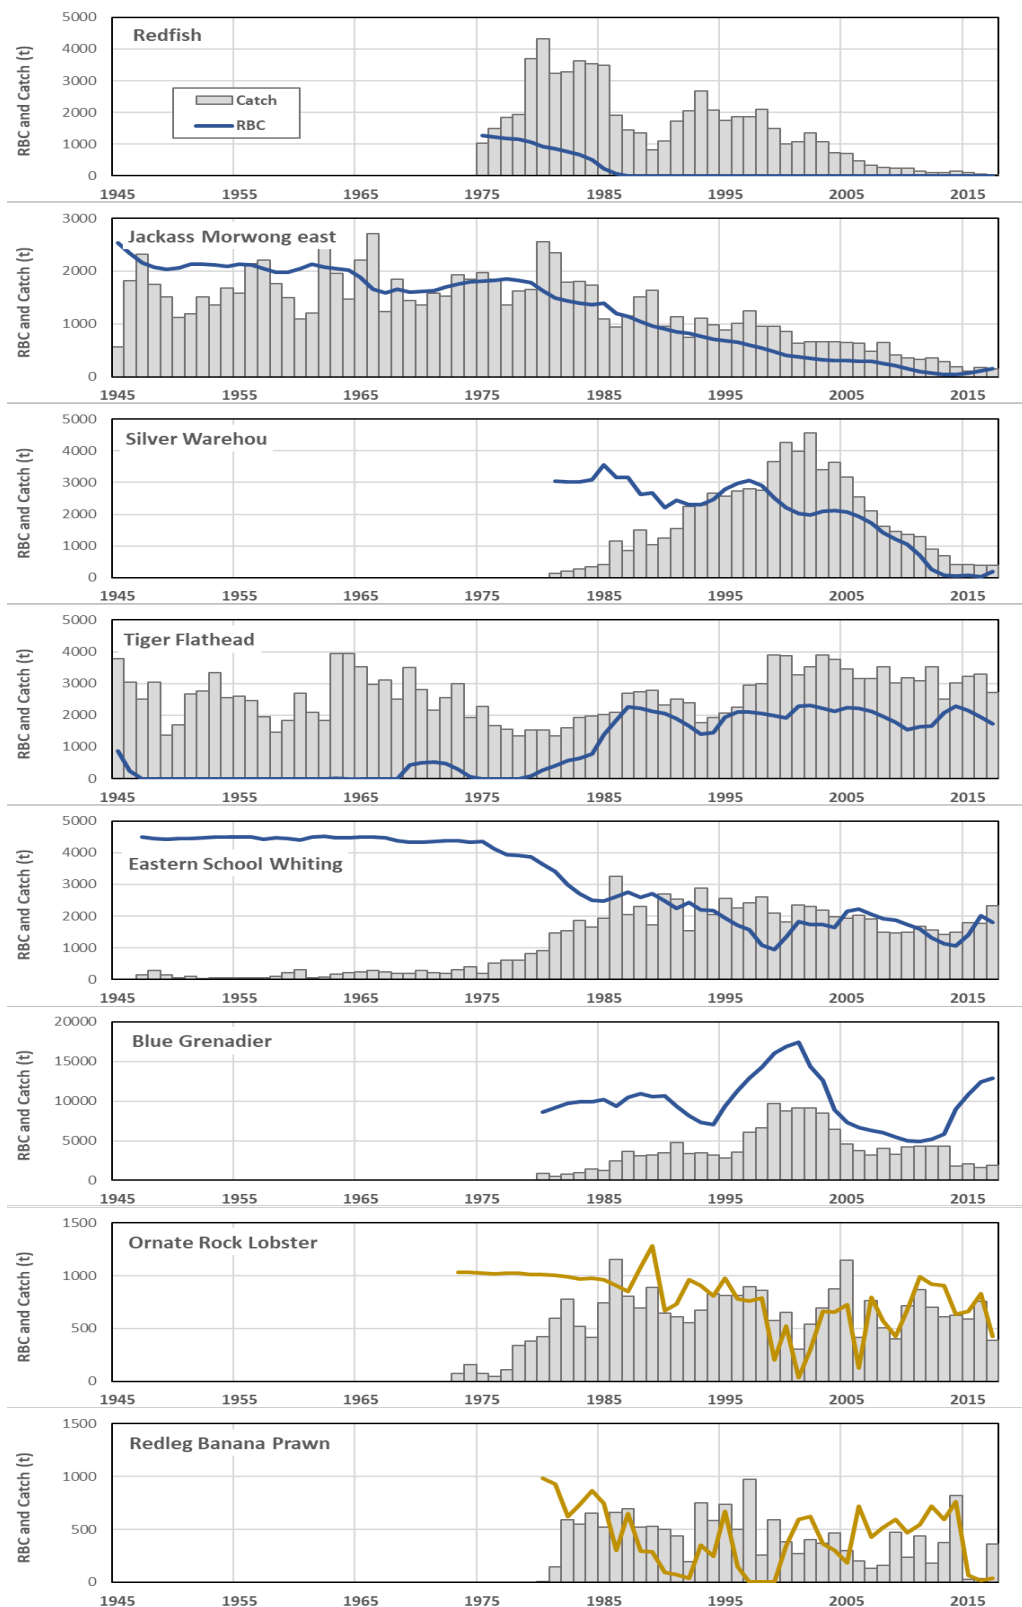 Redfish
RBC and Catch (t)
5000
4000
3000
2000
1000
0
Catch
RBC
1945 1955 1965 1975 1985 1995 2005 2015
Jackass Morwong east
RBC and Catch (t)
3000
2000
1000
0
1945 1955 1965 1975 1985 1995 2005 2015
Silver Warehou
RBC and Catch (t)
5000
4000
3000
2000
1000
0
1945 1955 1965 1975 1985 1995 2005 2015
Tiger Flathead
RBC and Catch (t)
5000
4000
3000
2000
1000
0
1945 1955 1965 1975 1985 1995 2005 2015
Eastern School Whiting
RBC and Catch (t)
5000
4000
3000
2000
1000
0
1945 1955 1965 1975 1985 1995 2005 2015
Blue Grenadier
RBC and Catch (t)
20000
15000
10000
5000
0
1945 1955 1965 1975 1985 1995 2005 2015
Ornate Rock Lobster
RBC and Catch (t)
1500
1000
500
0
1945 1955 1965 1975 1985 1995 2005 2015
Redleg Banana Prawn
RBC and Catch (t)
1500
1000
500
0
1945 1955 1965 1975 1985 1995 2005 2015